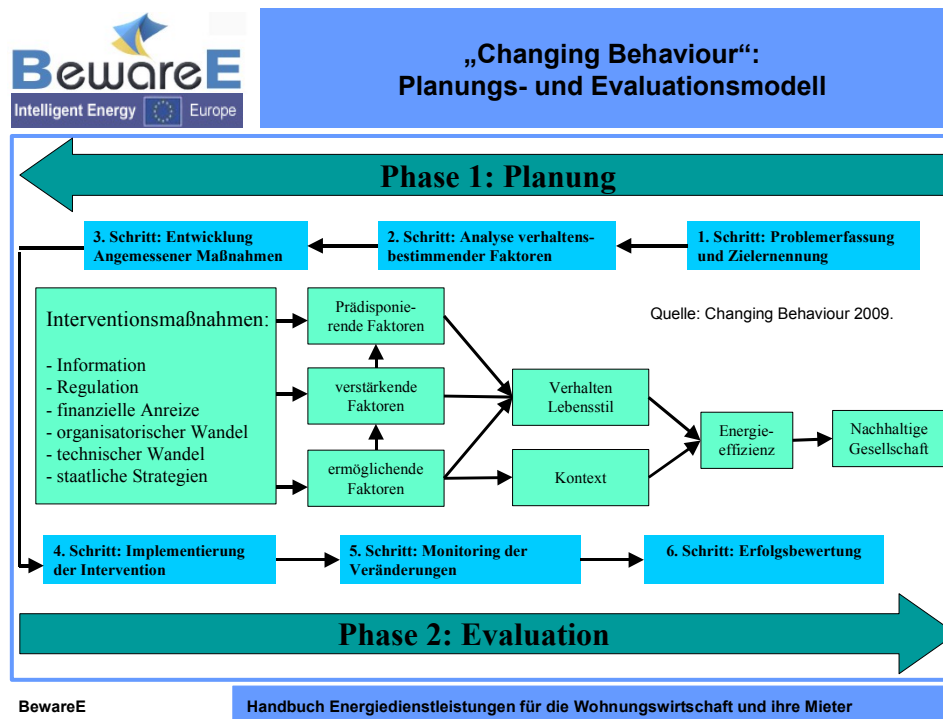 BewareE
Intelligent Energy Europe
„Changing Behaviour“:
Planungs- und Evaluationsmodell
Phase 1: Planung
3. Schritt: Entwicklung
Angemessener Maßnahmen
2. Schritt: Analyse verhaltens-
bestimmender Faktoren
1. Schritt: Problemerfassung
und Zielernennung
Interventionsmaßnahmen:
- Information
- Regulation
- finanzielle Anreize
- organisatorischer Wandel
- technischer Wandel
- staatliche Strategien
Prädisponie-
rende Faktoren
verstärkende
Faktoren
ermöglichende
Faktoren
Quelle: Changing Behaviour 2009.
Verhalten
Lebensstil
Kontext
Energie-
effizienz
Nachhaltige
Gesellschaft
4. Schritt: Implementierung
der Intervention
5. Schritt: Monitoring der
Veränderungen
6. Schritt: Erfolgsbewertung
Phase 2: Evaluation
BewareE
Handbuch Energiedienstleistungen für die Wohnungswirtschaft und ihre Mieter